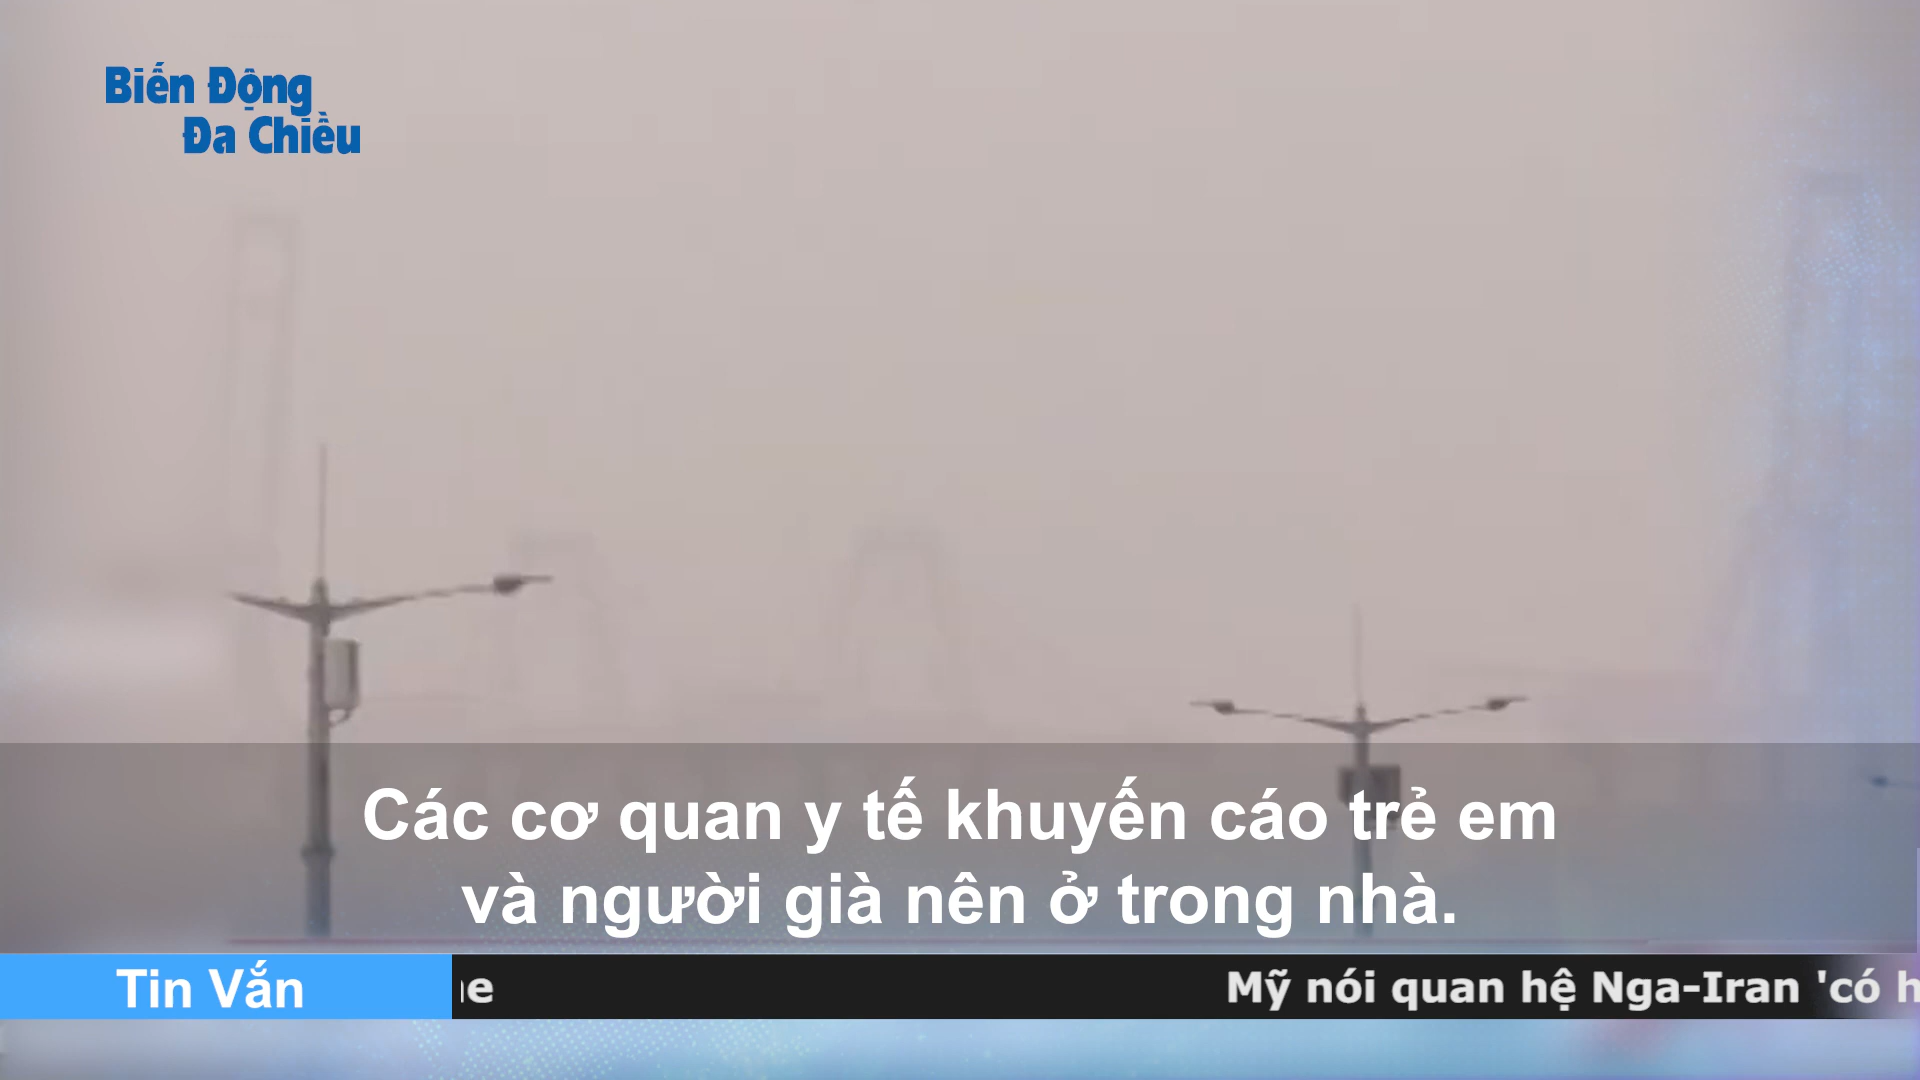 Biến Động
Đa Chiều
Các cơ quan y tế khuyến cáo trẻ em
và người già nên ở trong nhà.
Tin Vắn
Mỹ nói quan hệ Nga-Iran 'có